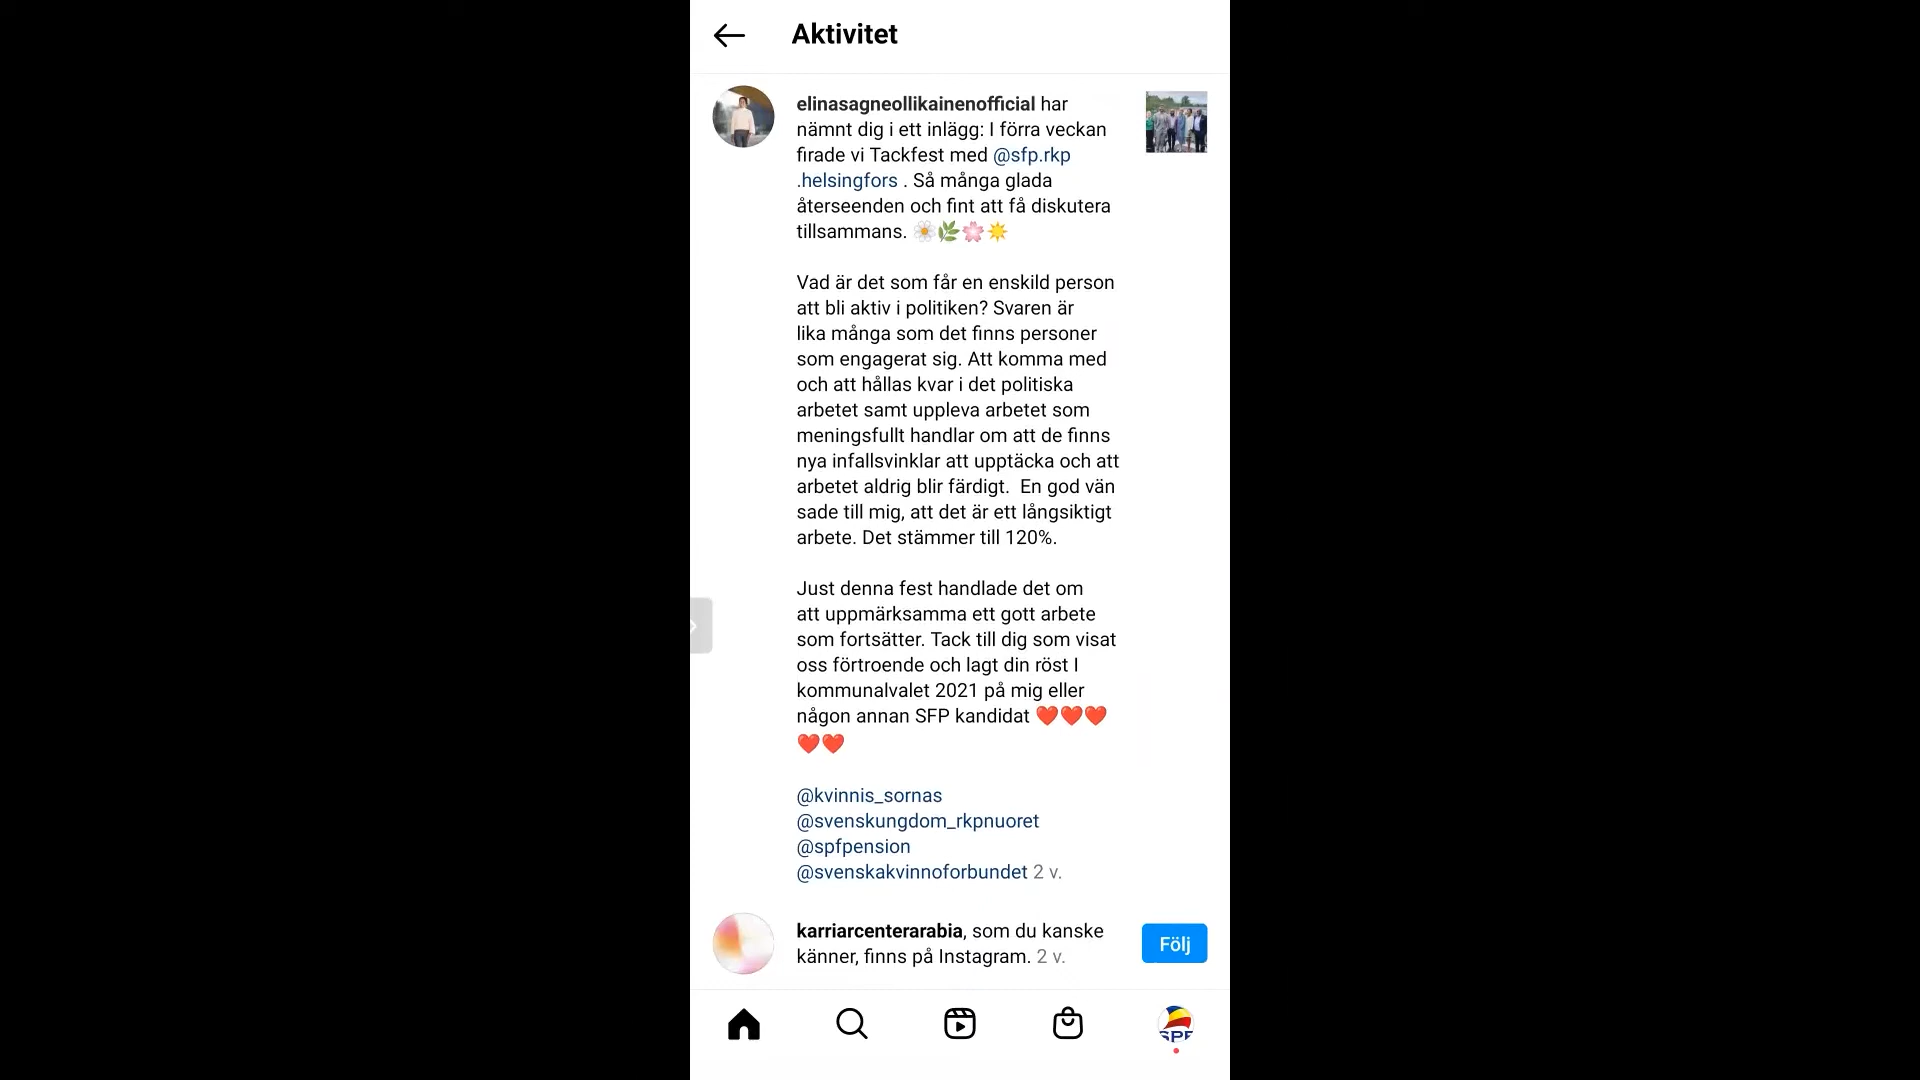 Aktivitet
elinasagneollikainenofficial har
nämnt dig i ett inlägg: I förra veckan
firade vi Tackfest med @sfp.rkp
.helsingfors . Så många glada
återseenden och fint att få diskutera
tillsammans. 🌼🌿🌸☀️
Vad är det som får en enskild person
att bli aktiv i politiken? Svaren är
lika många som det finns personer
som engagerat sig. Att komma med
och att hållas kvar i det politiska
arbetet samt uppleva arbetet som
meningsfullt handlar om att de finns
nya infallsvinklar att upptäcka och att
arbetet aldrig blir färdigt.  En god vän
sade till mig, att det är ett långsiktigt
arbete. Det stämmer till 120%.
Just denna fest handlade det om
att uppmärksamma ett gott arbete
som fortsätter. Tack till dig som visat
oss förtroende och lagt din röst I
kommunalvalet 2021 på mig eller
någon annan SFP kandidat ❤️❤️❤️
❤️❤️
@kvinnis_sornas
@svenskungdom_rkpnuoret
@spfpension
@svenskakvinnoforbundet 2 v.
karriarcenterarabia, som du kanske
känner, finns på Instagram. 2 v.
Följ
SPF